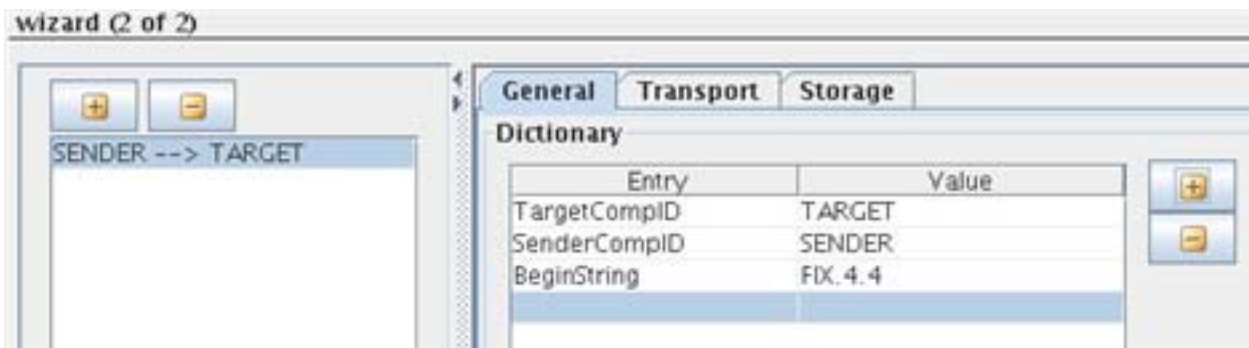 wizard (2 of 2)
SENDER --> TARGET
General Transport Storage
Dictionary
Entry Value
TargetCompID TARGET
SenderCompID SENDER
BeginString FIX.4.4